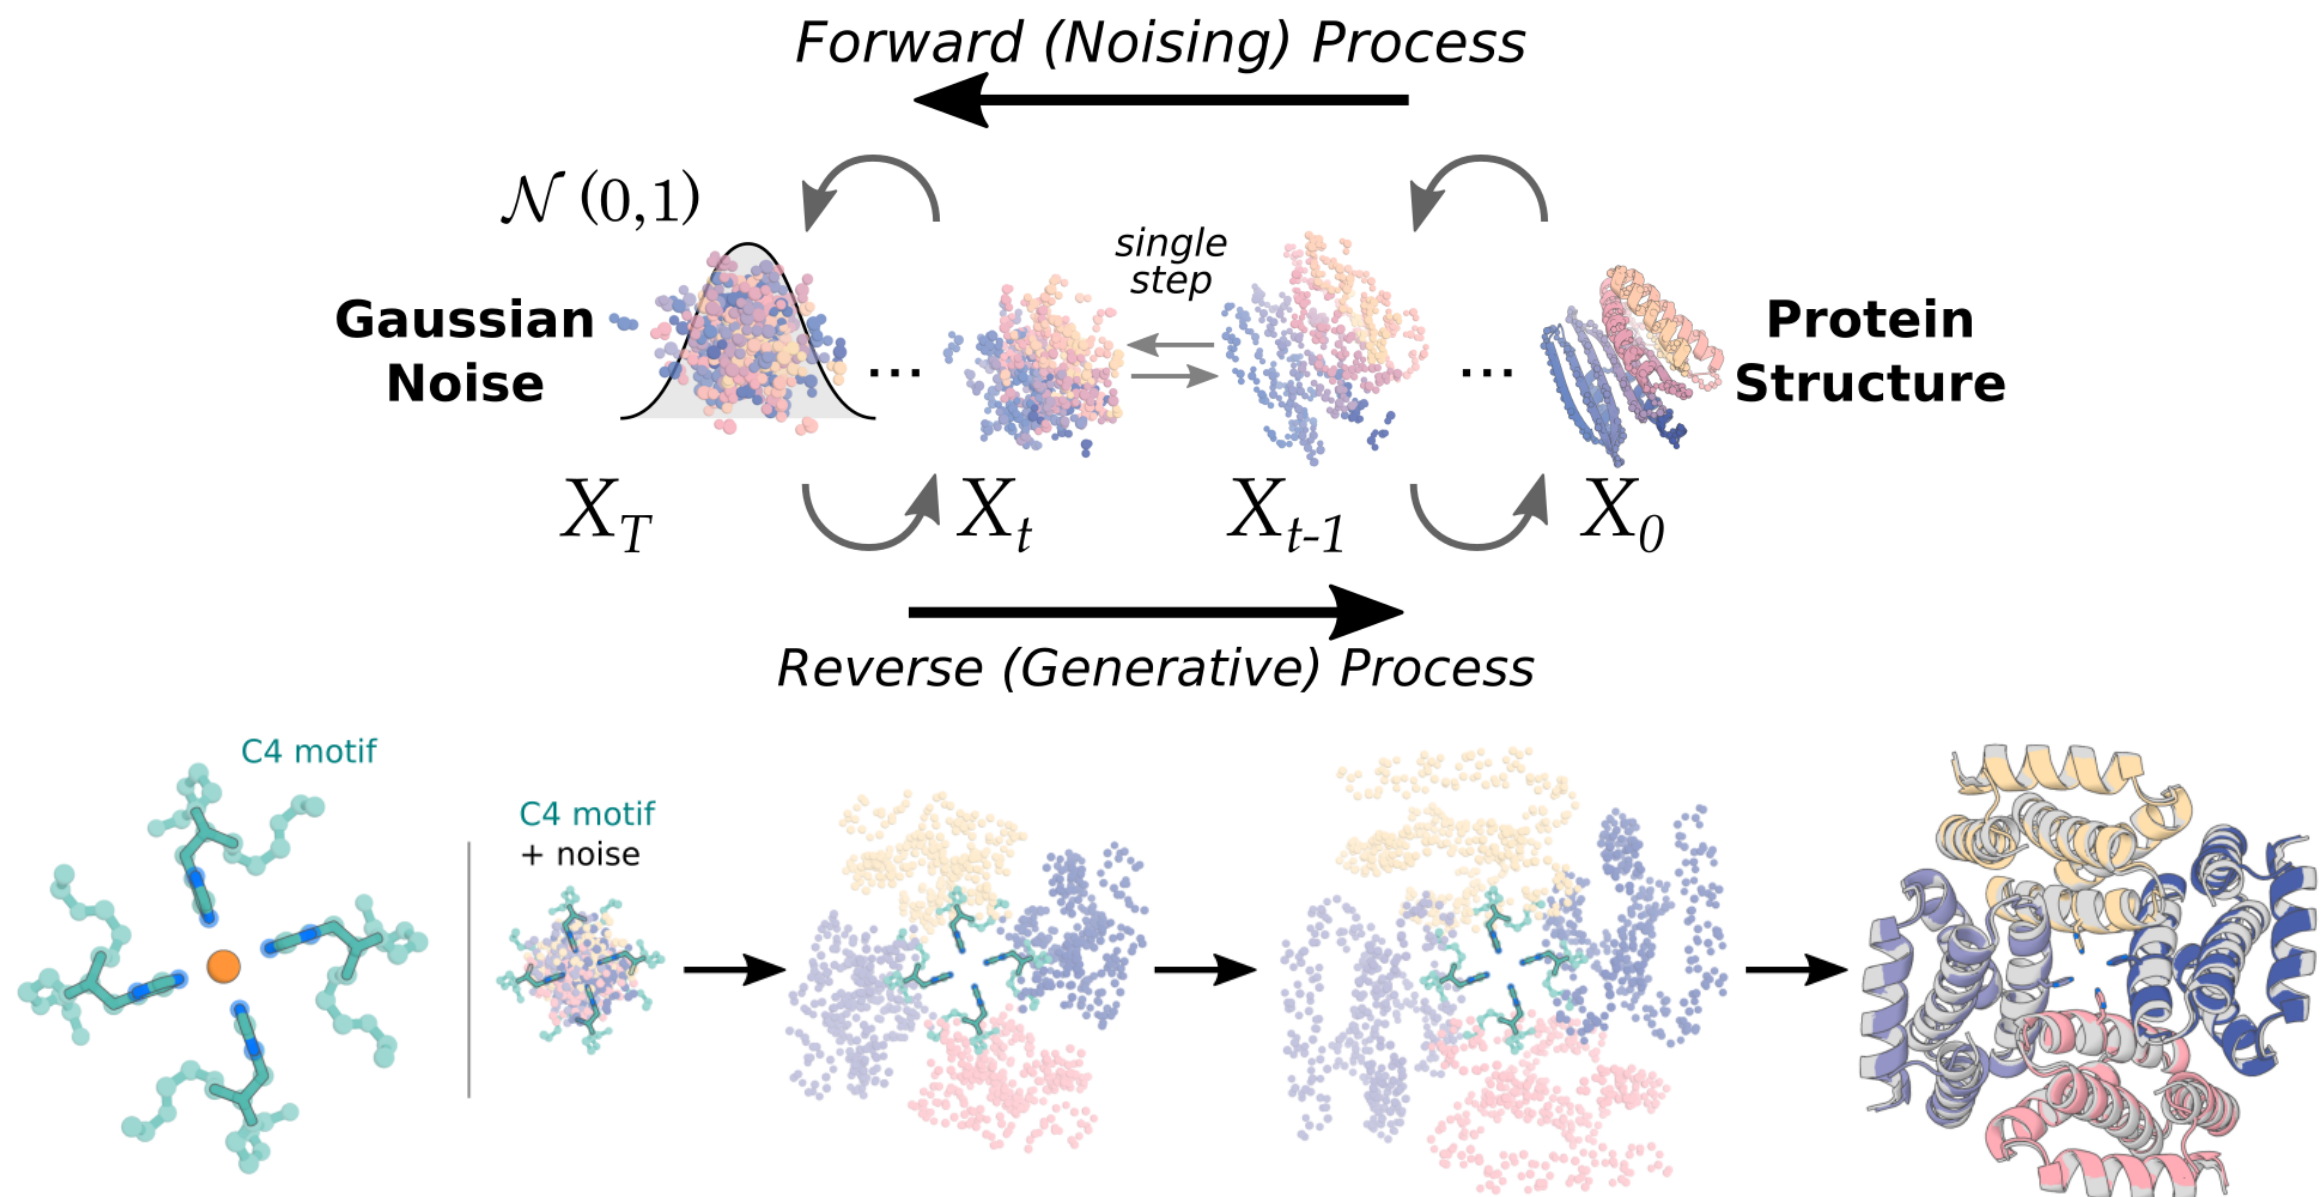 Forward (Noising) Process
𝒩 (0,1)
single
step
Gaussian
Noise
...
...
Protein
Structure
X_T
X_t
X_{t-1}
X_0
Reverse (Generative) Process
C4 motif
C4 motif
+ noise